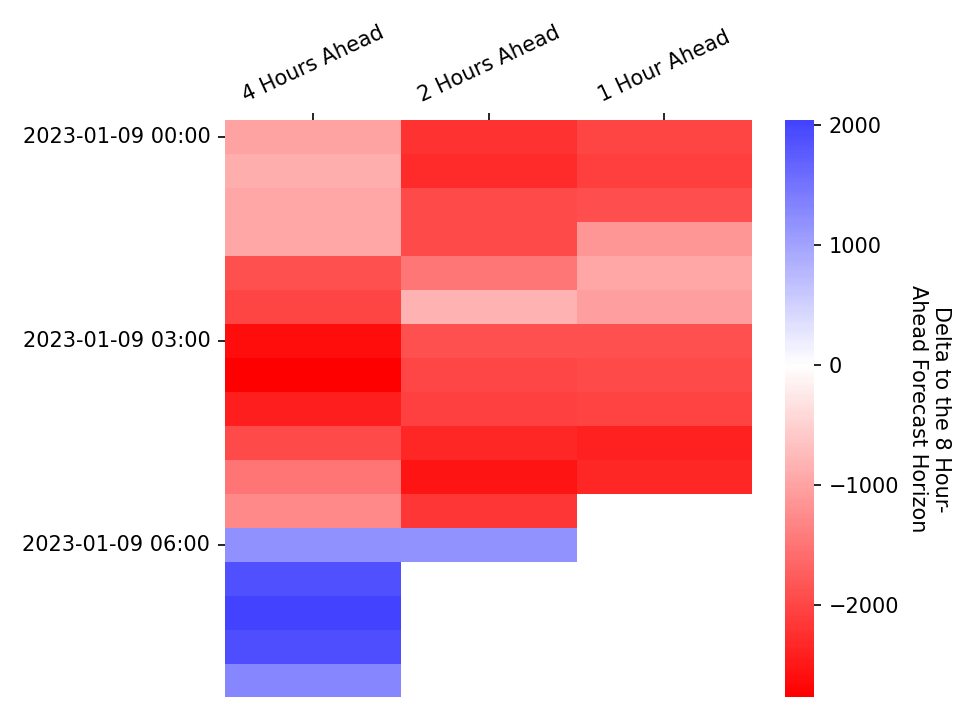 4 Hours Ahead
2 Hours Ahead
1 Hour Ahead
2023-01-09 00:00
2023-01-09 03:00
2023-01-09 06:00
2000
1000
0
−1000
−2000
Delta to the 8 Hour-
Ahead Forecast Horizon